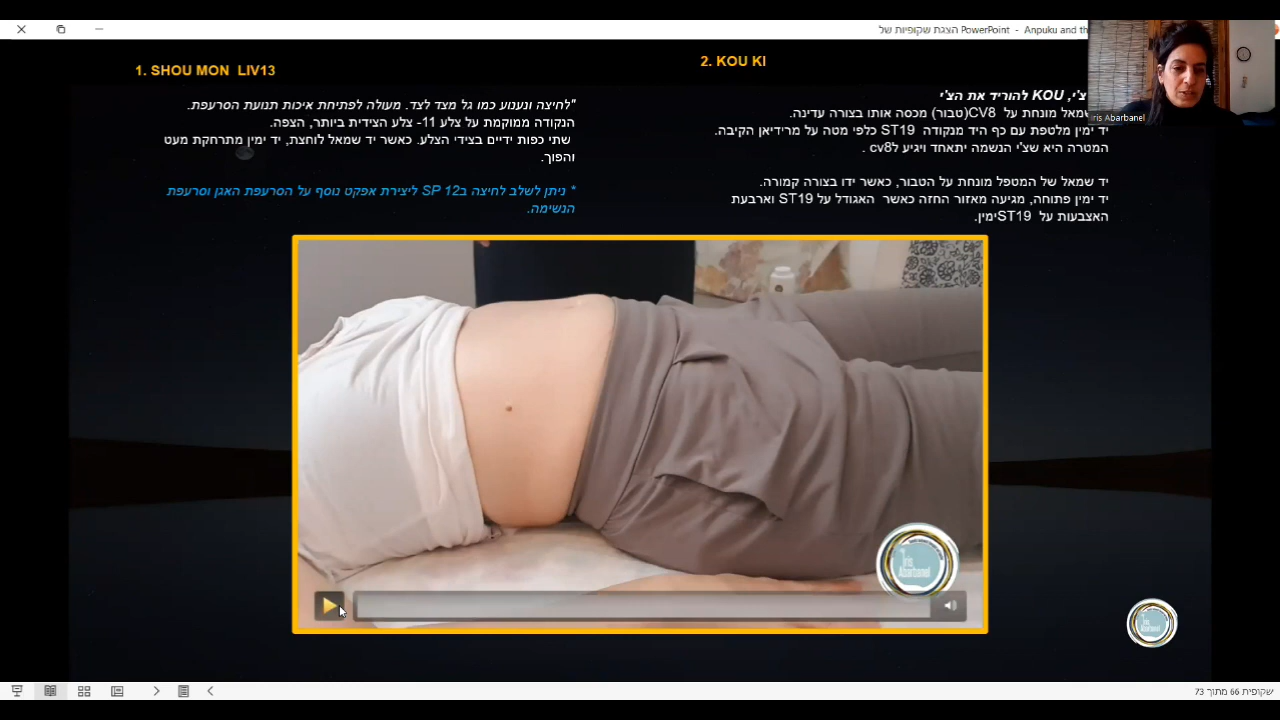 הצגת שקופיות של PowerPoint - Anpuku and th
Iris Abarbanel
2. KOU KI
צ'י, KOU להוריד את הצ'י
שמאל מונחת על CV8(טבור) מכסה אותו בצורה עדינה.
יד ימין מלטפת עם כף היד מנקודה ST19 כלפי מטה על מרידיאן הקיבה.
המטרה היא שצ'י הנשמה יתאחד ויגיע לcv8 .
יד שמאל של המטפל מונחת על הטבור, כאשר ידו בצורה קמורה.
יד ימין פתוחה, מגיעה מאזור החזה כאשר האגודל על ST19 וארבעת
האצבעות על ST19ימין.
1. SHOU MON LIV13
"לחיצה ונענוע כמו גל מצד לצד. מעולה לפתיחת איכות תנועת הסרעפת.
הנקודה ממוקמת על צלע 11- צלע הצידית ביותר, הצפה.
שתי כפות ידיים בצידי הצלע. כאשר יד שמאל לוחצת, יד ימין מתרחקת מעט
והפוך.
* ניתן לשלב לחיצה בSP 12 ליצירת אפקט נוסף על הסרעפת האגן וסרעפת
הנשימה.
Iris
Abarbanel
Iris
Abarbanel
שקופית 66 מתוך 73